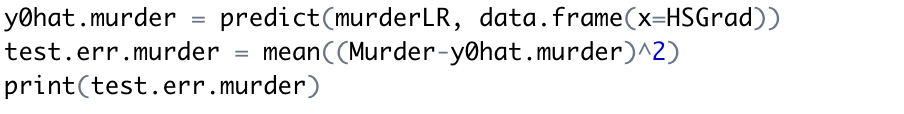 y0hat.murder = predict(murderLR, data.frame(x=HSGrad))
test.err.murder = mean((Murder-y0hat.murder)^2)
print(test.err.murder)